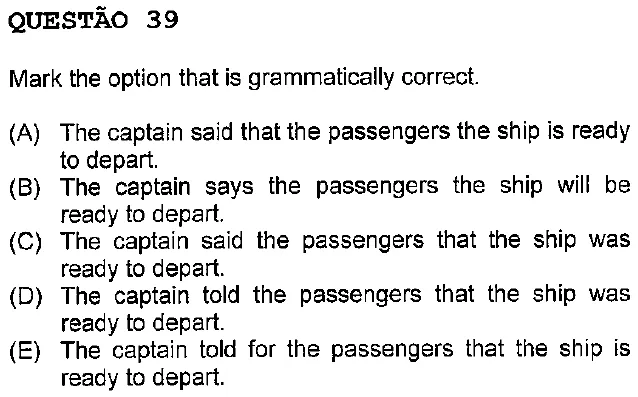 QUESTÃO 39
Mark the option that is grammatically correct.
(A) The captain said that the passengers the ship is ready
to depart.
(B) The captain says the passengers the ship will be
ready to depart.
(C) The captain said the passengers that the ship was
ready to depart.
(D) The captain told the passengers that the ship was
ready to depart.
(E) The captain told for the passengers that the ship is
ready to depart.